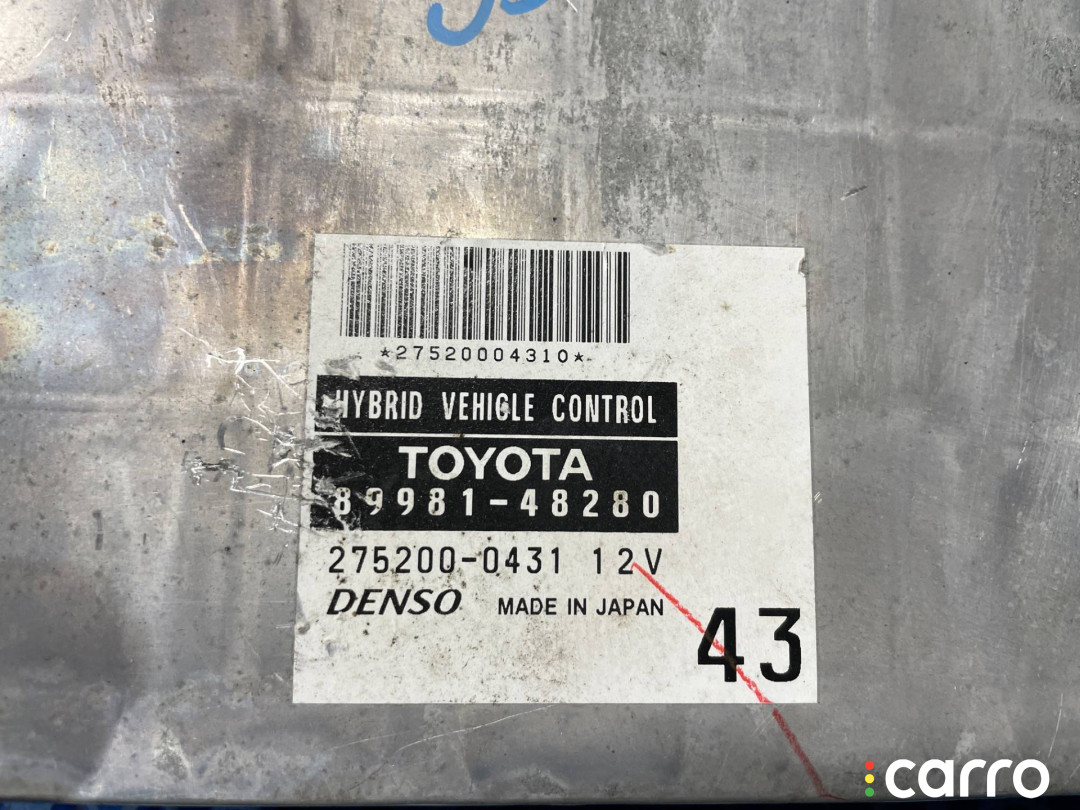 *27520004310*
HYBRID VEHICLE CONTROL
TOYOTA
89981-48280
275200-0431 12V
DENSO MADE IN JAPAN
43
carro